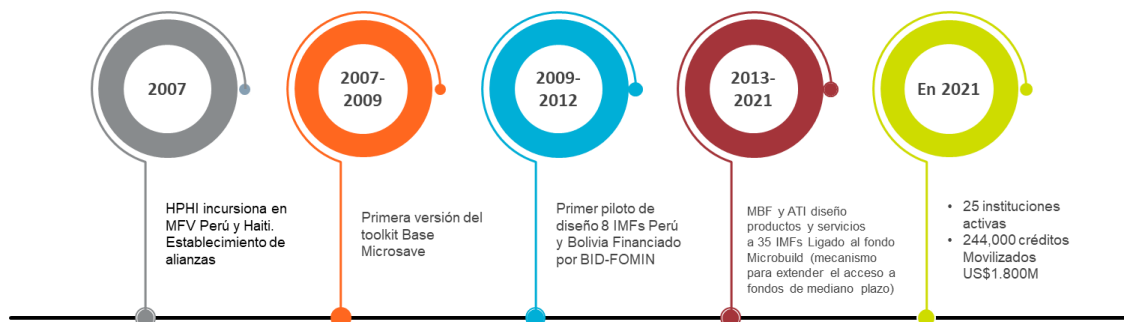 2007
2007-
2009
2009-
2012
2013-
2021
En 2021
HPHI incursiona en
MFV Perú y Haiti.
Establecimiento de
alianzas
Primera versión del
toolkit Base
Microsave
Primer piloto de
diseño 8 IMFs Perú
y Bolivia Financiado
por BID-FOMIN
MBF y ATI diseño
productos y servicios
a 35 IMFs Ligado al fondo
Microbuild (mecanismo
para extender el acceso a
fondos de mediano plazo)
• 25 instituciones
activas
• 244,000 créditos
Movilizados
US$1.800M